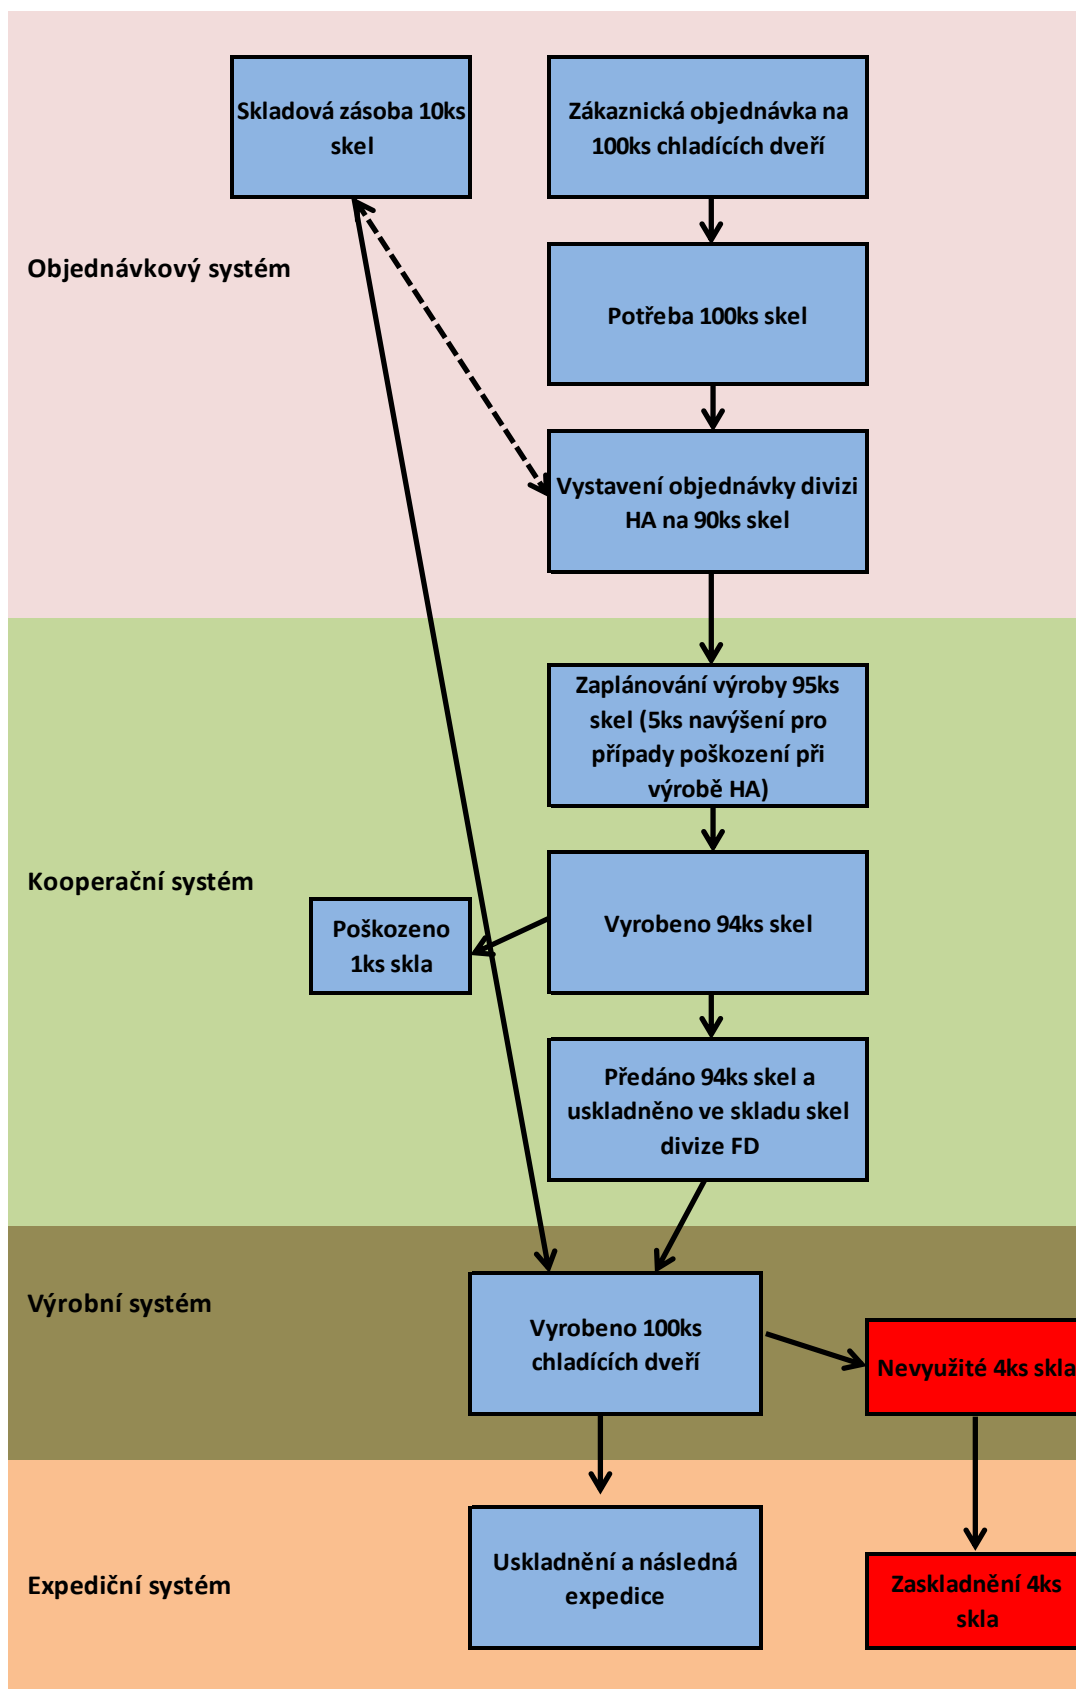 Skladová zásoba 10ks
skel
Zákaznická objednávka na
100ks chladících dveří
Objednávkový systém
Potřeba 100ks skel
Vystavení objednávky divizi
HA na 90ks skel
Zaplánování výroby 95ks
skel (5ks navýšení pro
případy poškození při
výrobě HA)
Kooperační systém
Poškozeno
1ks skla
Vyrobeno 94ks skel
Předáno 94ks skel a
uskladněno ve skladu skel
divize FD
Výrobní systém
Vyrobeno 100ks
chladících dveří
Nevyužité 4ks skla
Expediční systém
Uskladnění a následná
expedice
Zaskladnění 4ks
skla